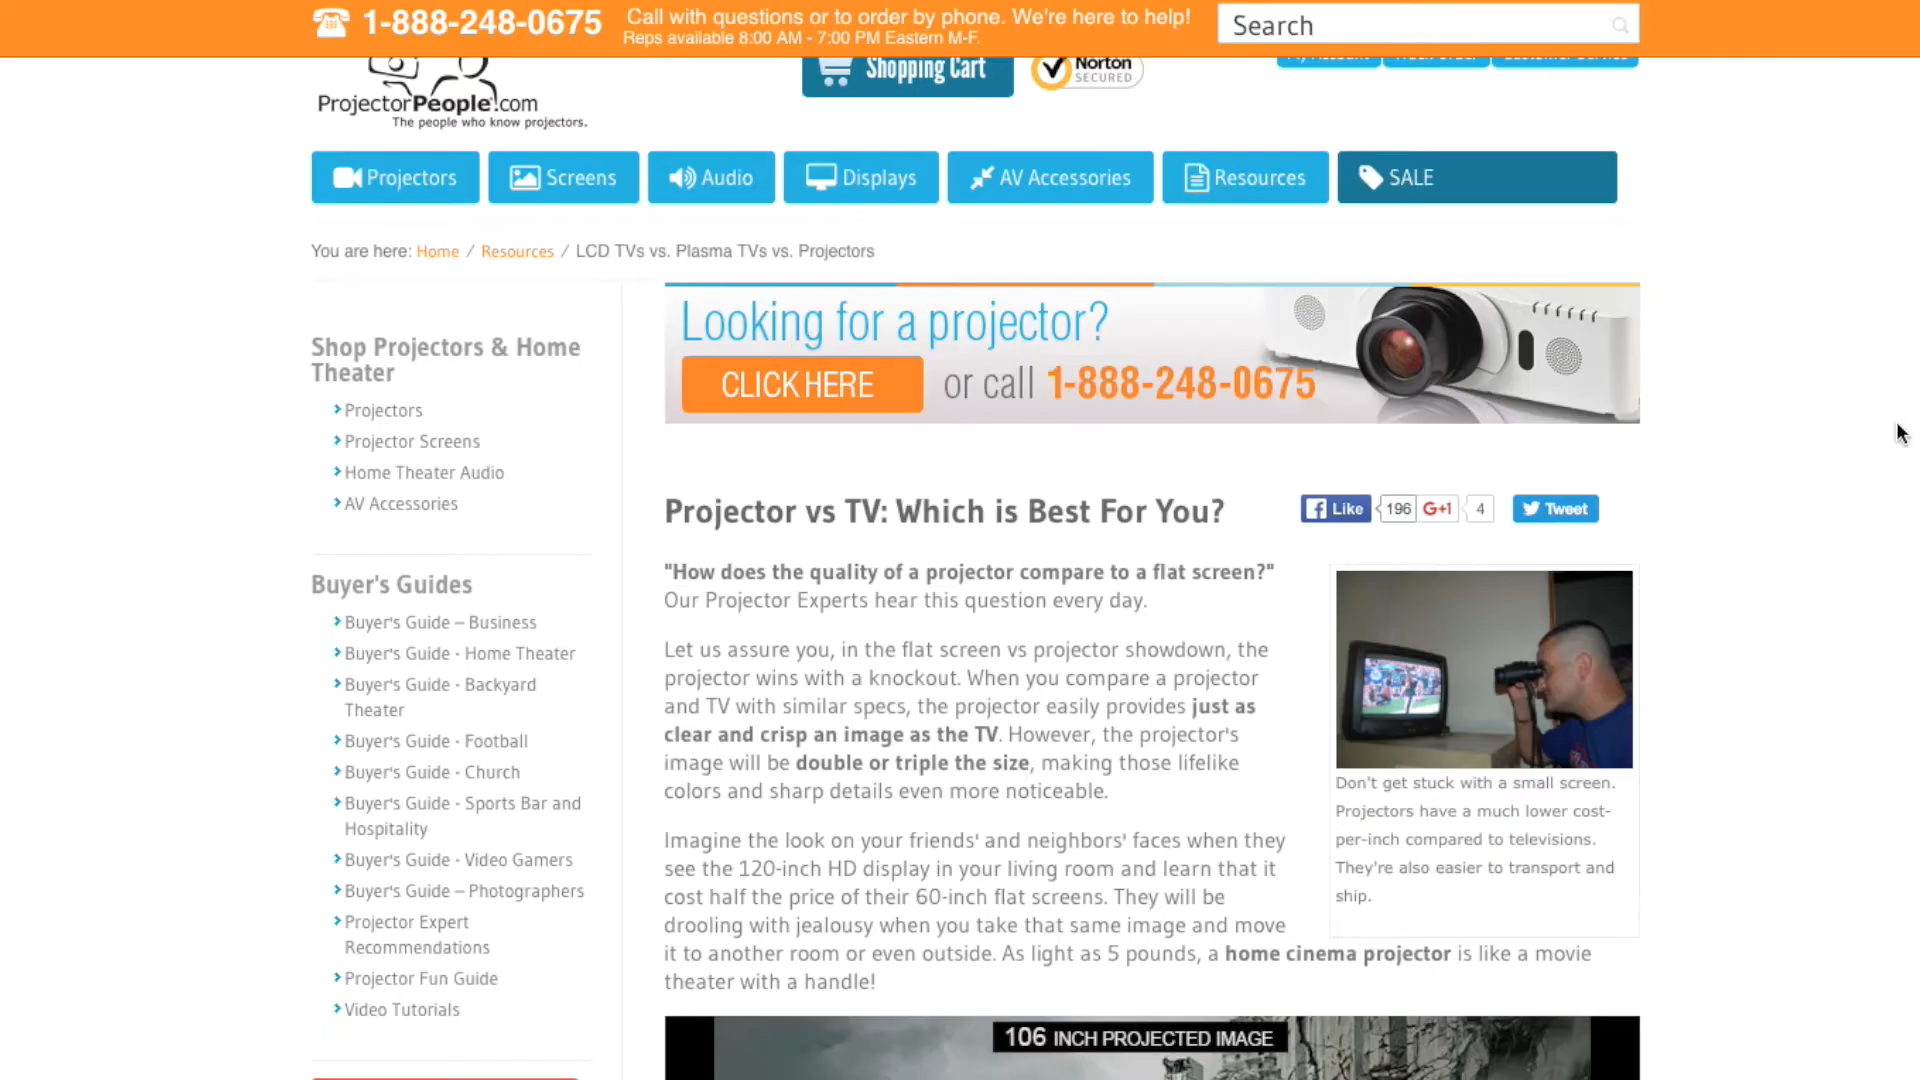 1-888-248-0675
Call with questions or to order by phone. We're here to help!
Reps available 8:00 AM - 7:00 PM Eastern M-F.
Search
ProjectorPeople.com
The people who know projectors.
Shopping Cart
Norton
SECURED
My Account
Track Order
Customer Service
Projectors
Screens
Audio
Displays
AV Accessories
Resources
SALE
You are here: Home / Resources / LCD TVs vs. Plasma TVs vs. Projectors
Looking for a projector?
CLICK HERE or call 1-888-248-0675
Shop Projectors & Home
Theater
Projectors
Projector Screens
Home Theater Audio
AV Accessories
Buyer's Guides
Buyer's Guide – Business
Buyer's Guide - Home Theater
Buyer's Guide - Backyard
Theater
Buyer's Guide - Football
Buyer's Guide - Church
Buyer's Guide - Sports Bar and
Hospitality
Buyer's Guide - Video Gamers
Buyer's Guide – Photographers
Projector Expert
Recommendations
Projector Fun Guide
Video Tutorials
Projector vs TV: Which is Best For You?
Like 196
G+1 4
Tweet
"How does the quality of a projector compare to a flat screen?"
Our Projector Experts hear this question every day.
Let us assure you, in the flat screen vs projector showdown, the
projector wins with a knockout. When you compare a projector
and TV with similar specs, the projector easily provides just as
clear and crisp an image as the TV. However, the projector's
image will be double or triple the size, making those lifelike
colors and sharp details even more noticeable.
Imagine the look on your friends' and neighbors' faces when they
see the 120-inch HD display in your living room and learn that it
cost half the price of their 60-inch flat screens. They will be
drooling with jealousy when you take that same image and move
it to another room or even outside. As light as 5 pounds, a home cinema projector is like a movie
theater with a handle!
Don't get stuck with a small screen.
Projectors have a much lower cost-
per-inch compared to televisions.
They're also easier to transport and
ship.
106 INCH PROJECTED IMAGE